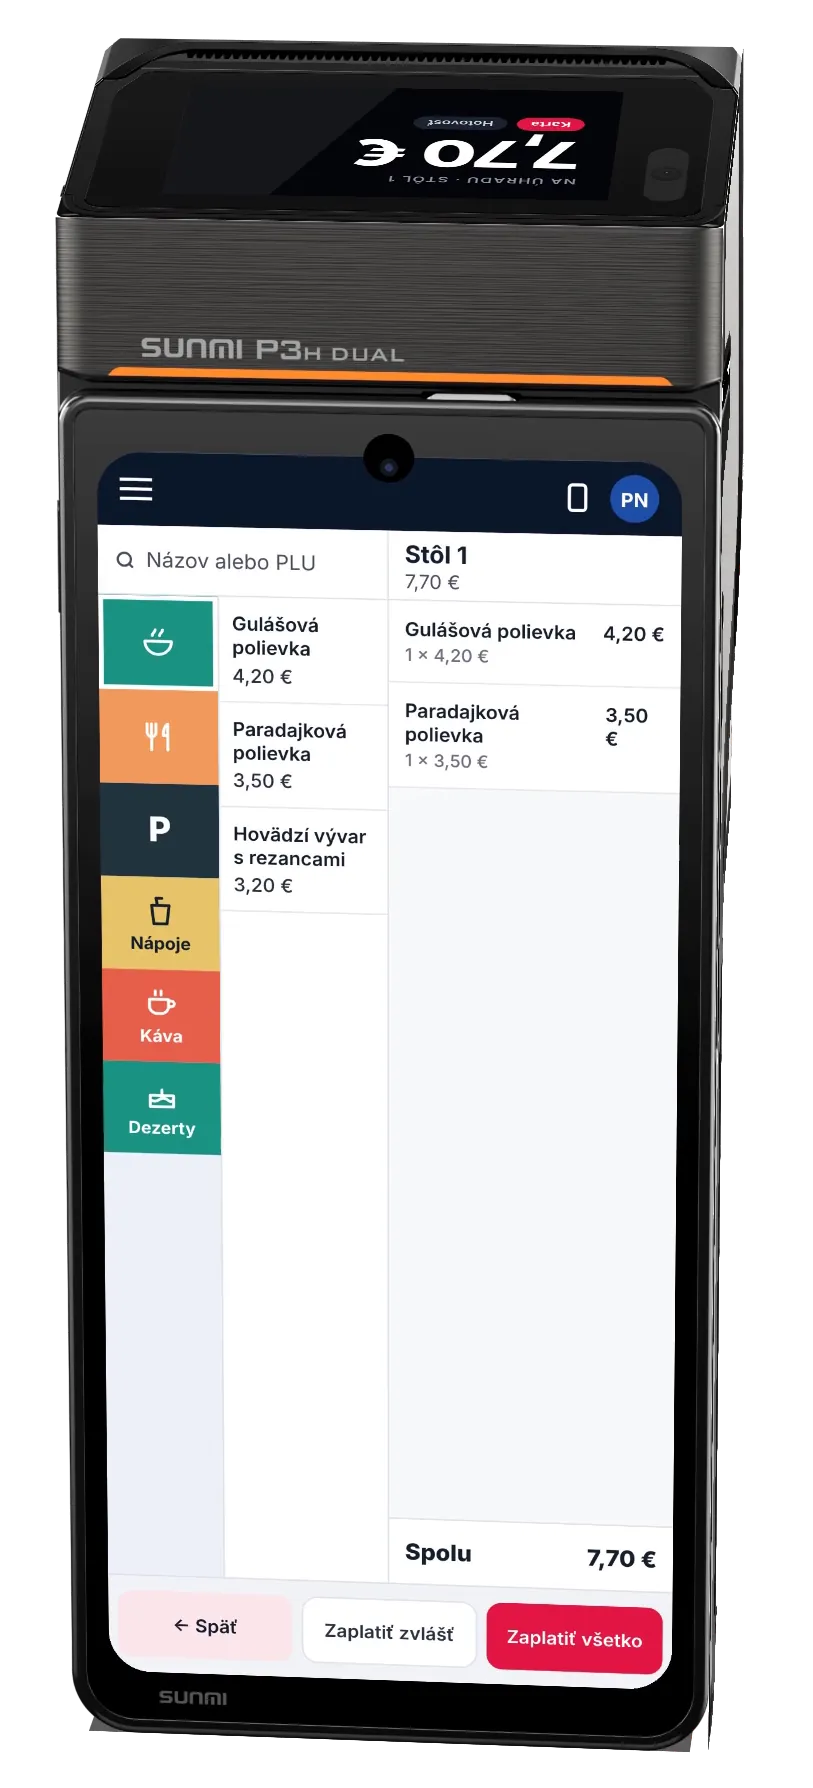 Karta
Hotovosť
7,70 €
NA ÚHRADU · STÔL 1
SUNMI P3H DUAL
PN
Názov alebo PLU
Stôl 1
7,70 €
Gulášová
polievka
4,20 €
Paradajková
polievka
3,50 €
Hovädzí vývar
s rezancami
3,20 €
P
Nápoje
Káva
Dezerty
Gulášová polievka 4,20 €
1 × 4,20 €
Paradajková
polievka
3,50
€
1 × 3,50 €
Spolu 7,70 €
← Späť
Zaplatiť zvlášť
Zaplatiť všetko
SUNMI